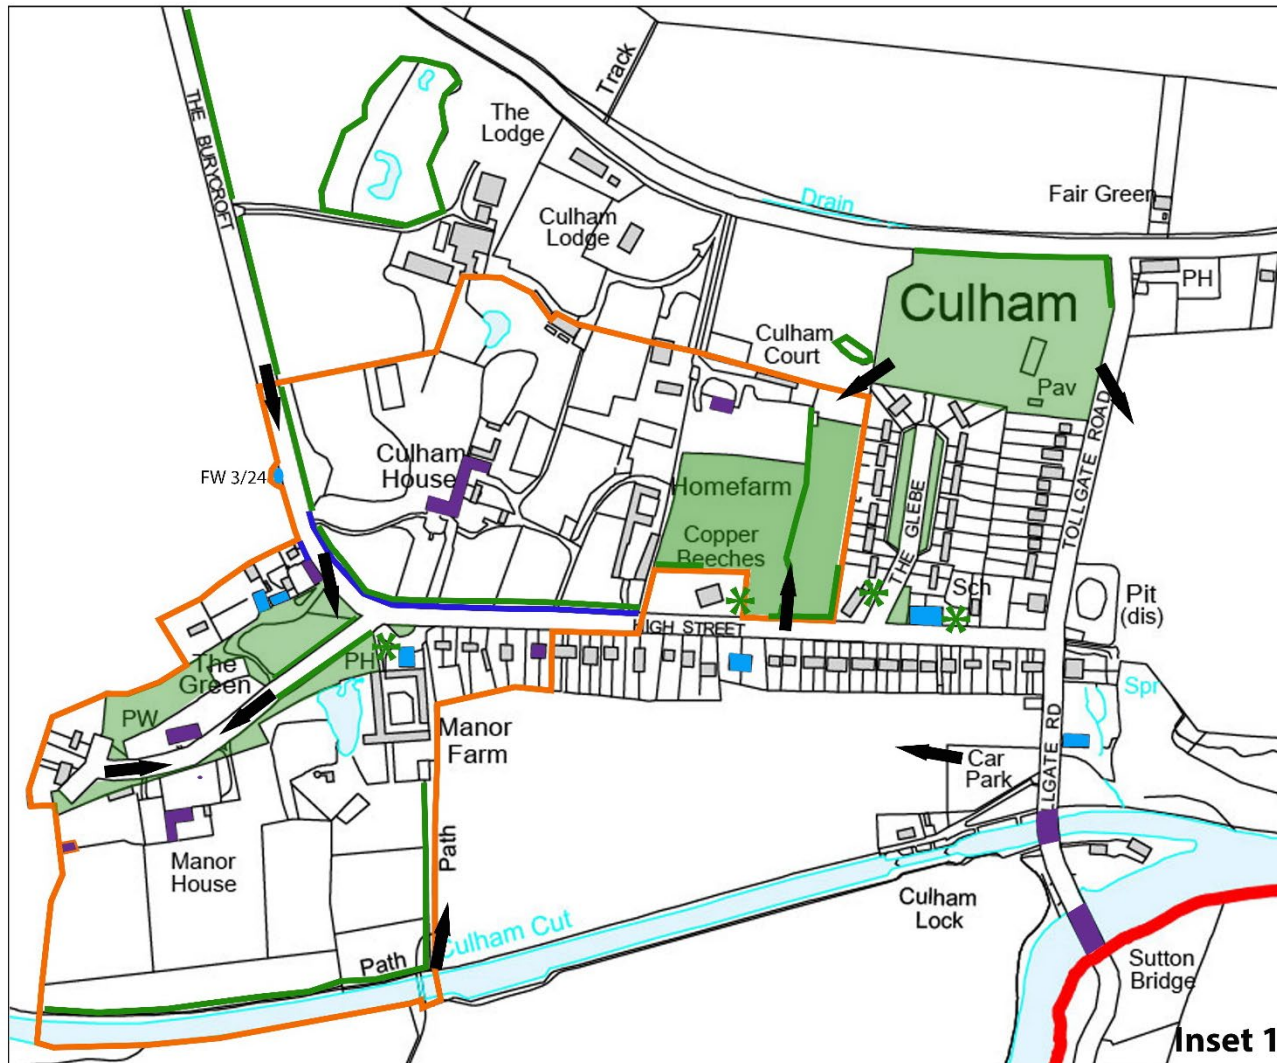 Track
The
Lodge
THE BURYCROFT
Culham
Lodge
Drain
Fair Green
PH
Culham
Culham
Court
Pav
TOLLGATE ROAD
Culham
House
FW 3/24
Homefarm
Copper
Beeches
THE GLEBE
Sch
Pit
(dis)
HIGH STREET
The
Green
PH
PW
Spr
Manor
Farm
Car
Park
LLGATE RD
Manor
House
Path
Culham
Lock
Culham Cut
Path
Sutton
Bridge
Inset 1